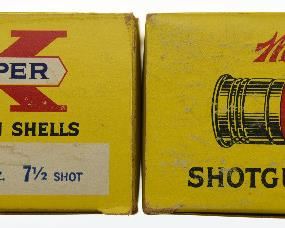 PER
SHELLS
Z. 7½ SHOT
SHOTGU